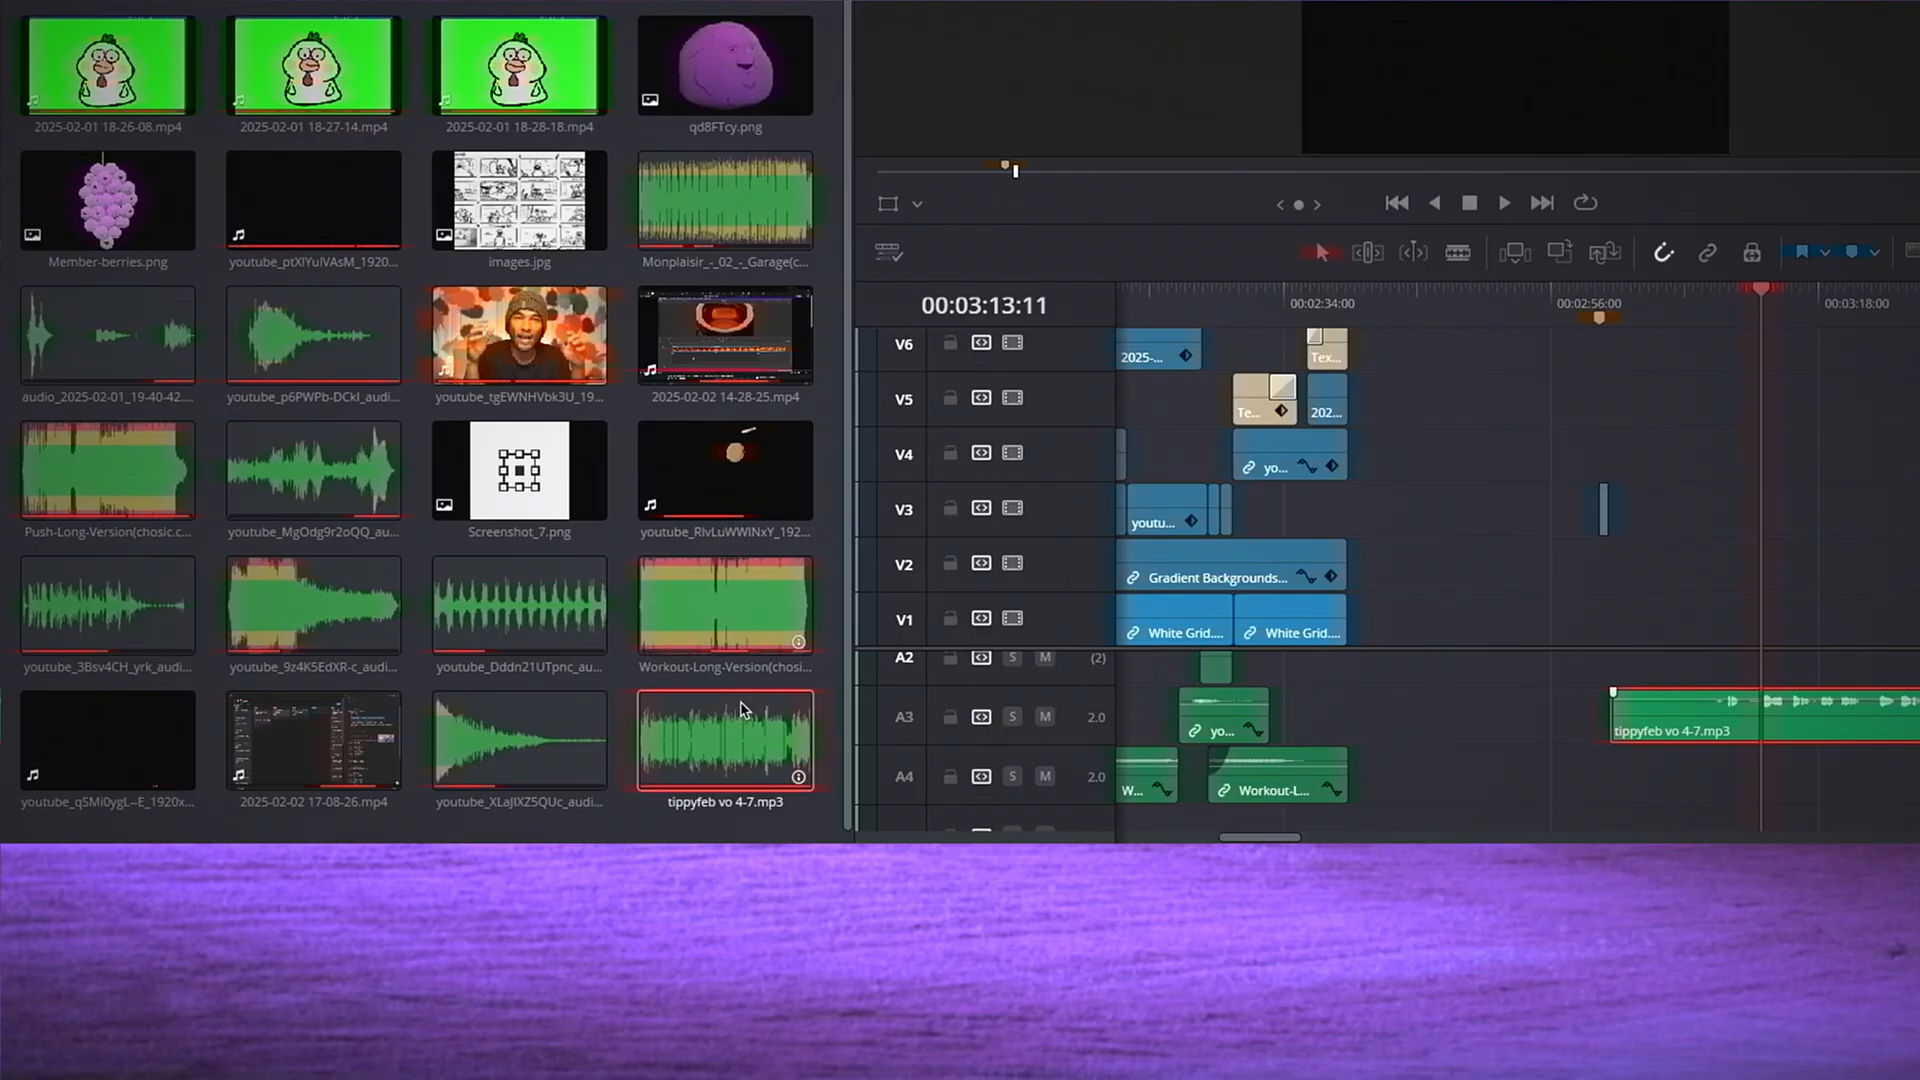 2025-02-01 18-26-08.mp4
2025-02-01 18-27-14.mp4
2025-02-01 18-28-18.mp4
qd8FTcy.png
Member-berries.png
youtube_ptXlYulVAsM_1920...
images.jpg
Monplaisir_-_02_-_Garage(c...
audio_2025-02-01_19-40-42....
youtube_p6PWPb-DCkI_audi...
youtube_tgEWNHVbk3U_19...
2025-02-02 14-28-25.mp4
Push-Long-Version(chosic.c...
youtube_MgOdg9r2oQQ_au...
Screenshot_7.png
youtube_RlvLuWWlNxY_192...
youtube_3Bsv4CH_yrk_audi...
youtube_9z4K5EdXR-c_audi...
youtube_Dddn21UTpnc_au...
Workout-Long-Version(chosi...
youtube_qSMi0ygL--E_1920x...
2025-02-02 17-08-26.mp4
youtube_XLaJlXZ5QUc_audi...
tippyfeb vo 4-7.mp3
00:03:13:11
00:02:34:00
00:02:56:00
00:03:18:00
V6
2025-...
Tex...
V5
Te...
202...
V4
yo...
V3
youtu...
V2
Gradient Backgrounds...
V1
White Grid....
White Grid....
A2
S
M
(2)
A3
S
M
2.0
yo...
tippyfeb vo 4-7.mp3
A4
S
M
2.0
W...
Workout-L...